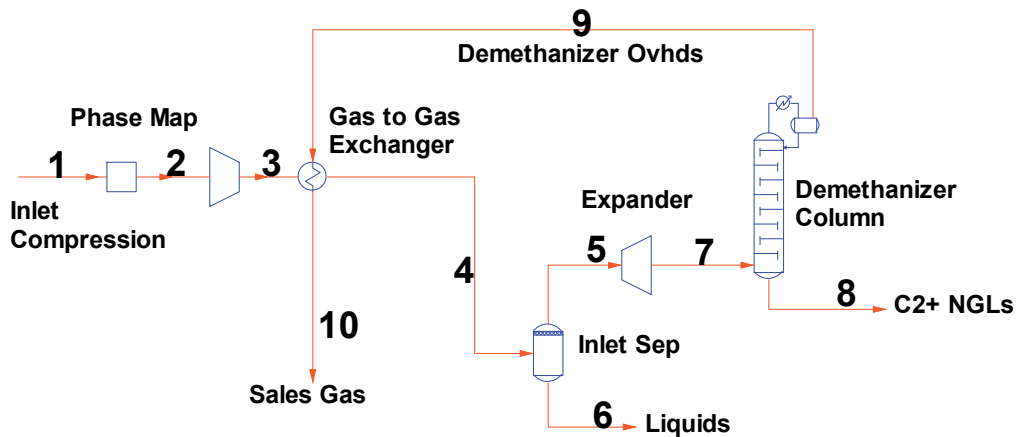 9
Demethanizer Ovhds
Phase Map
Gas to Gas
Exchanger
1
2
3
Inlet
Compression
Expander
Demethanizer
Column
4
5
7
8
C2+ NGLs
10
Inlet Sep
Sales Gas
6
Liquids